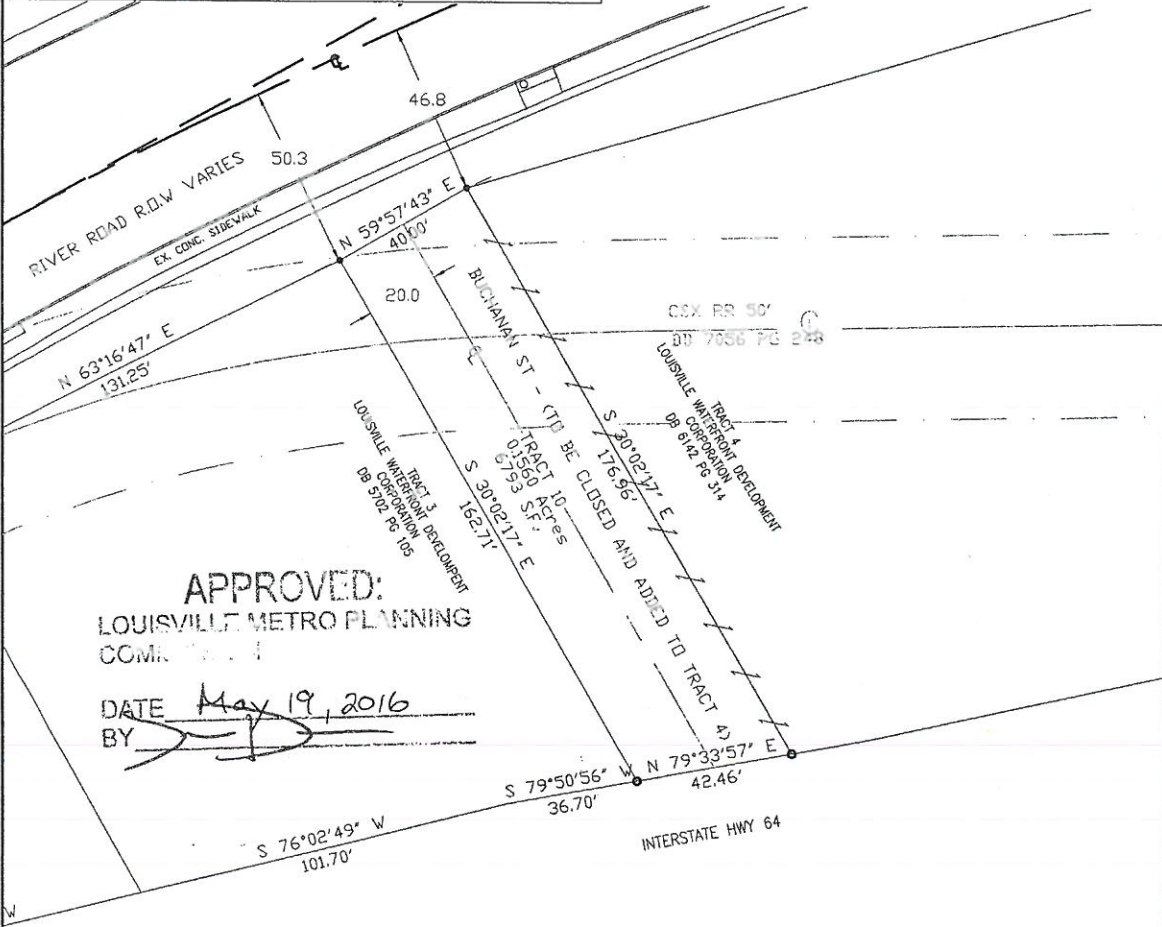 46.8
50.3
RIVER ROAD R.O.W VARIES
EX. CONC. SIDEWALK
N 59°57'43" E
40.00'
20.0
N 63°16'47" E
131.25'
BUCHANAN ST - (TO BE CLOSED AND ADDED TO TRACT 4)
CSX RR 50'
DB 7056 PG 248
TRACT 4
LOUISVILLE WATERFRONT DEVELOPMENT
CORPORATION
DB 6142 PG 314
S 30°02'17" E
176.96'
TRACT 10
0.1560 Acres
6793 S.F.
S 30°02'17" E
162.71'
TRACT 3
LOUISVILLE WATERFRONT DEVELOMPENT
CORPORATION
DB 5702 PG 105
APPROVED:
LOUISVILLE METRO PLANNING
DATE May 19, 2016
BY
S 79°50'56" W
36.70'
N 79°33'57" E
42.46'
S 76°02'49" W
101.70'
INTERSTATE HWY 64
W